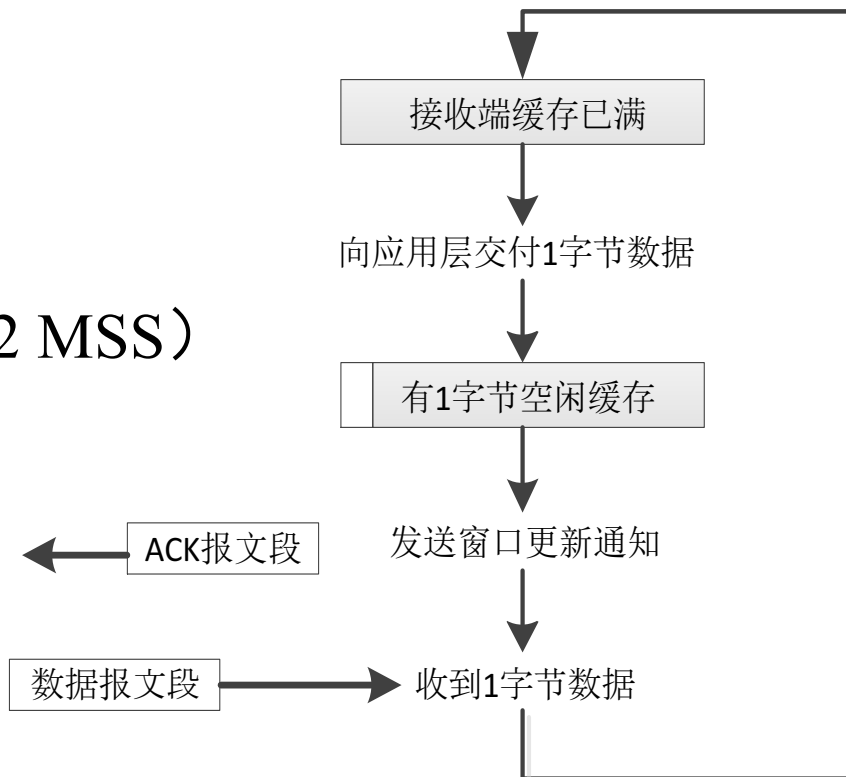 接收端缓存已满
向应用层交付1字节数据
2 MSS）
有1字节空闲缓存
ACK报文段
发送窗口更新通知
数据报文段
收到1字节数据